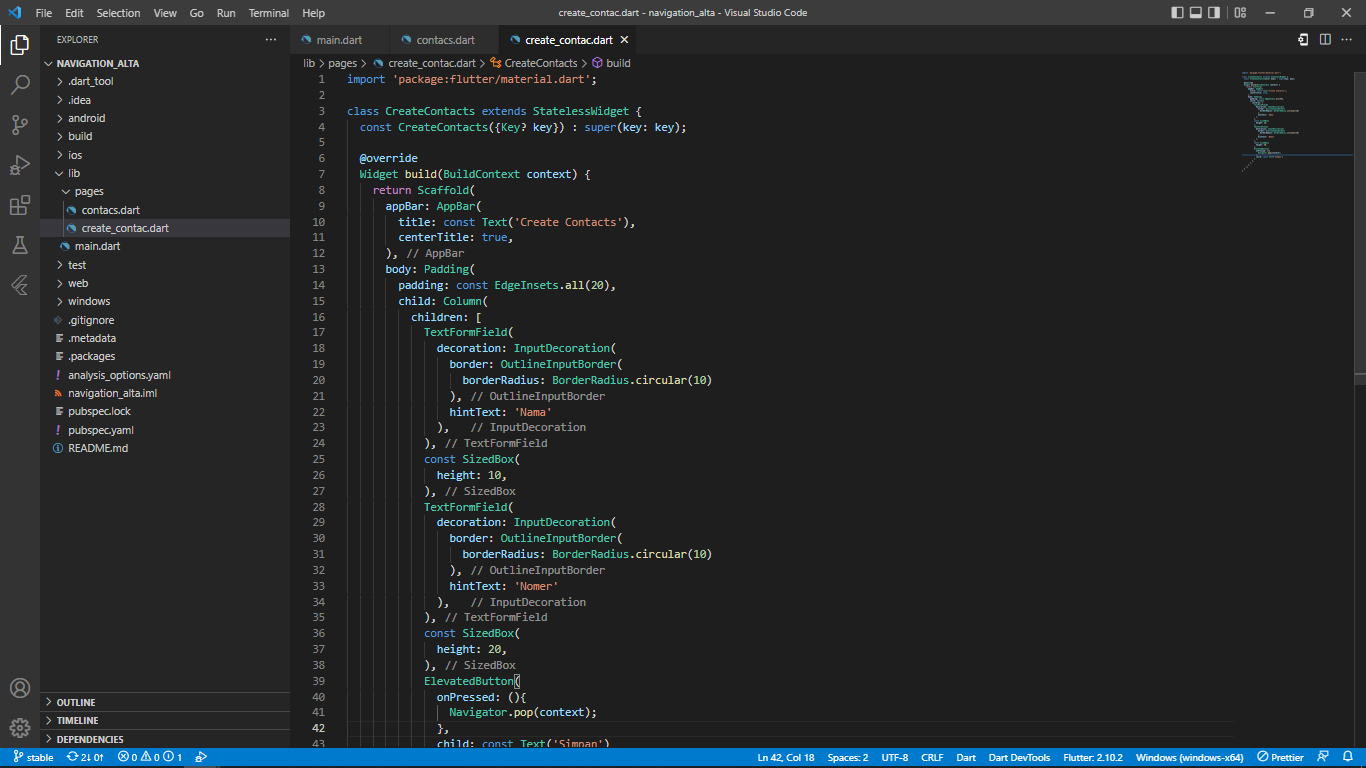 File Edit Selection View Go Run Terminal Help
create_contac.dart - navigation_alta - Visual Studio Code
EXPLORER
NAVIGATION_ALTA
.dart_tool
.idea
android
build
ios
lib
pages
contacs.dart
create_contac.dart
main.dart
test
web
windows
.gitignore
.metadata
.packages
analysis_options.yaml
navigation_alta.iml
pubspec.lock
pubspec.yaml
README.md
OUTLINE
TIMELINE
DEPENDENCIES
main.dart contacs.dart create_contac.dart
lib > pages > create_contac.dart > CreateContacts > build
1 import 'package:flutter/material.dart';
2
3 class CreateContacts extends StatelessWidget {
4 const CreateContacts({Key? key}) : super(key: key);
5
6 @override
7 Widget build(BuildContext context) {
8 return Scaffold(
9 appBar: AppBar(
10 title: const Text('Create Contacts'),
11 centerTitle: true,
12 ), // AppBar
13 body: Padding(
14 padding: const EdgeInsets.all(20),
15 child: Column(
16 children: [
17 TextFormField(
18 decoration: InputDecoration(
19 border: OutlineInputBorder(
20 borderRadius: BorderRadius.circular(10)
21 ), // OutlineInputBorder
22 hintText: 'Nama'
23 ), // InputDecoration
24 ), // TextFormField
25 const SizedBox(
26 height: 10,
27 ), // SizedBox
28 TextFormField(
29 decoration: InputDecoration(
30 border: OutlineInputBorder(
31 borderRadius: BorderRadius.circular(10)
32 ), // OutlineInputBorder
33 hintText: 'Nomer'
34 ), // InputDecoration
35 ), // TextFormField
36 const SizedBox(
37 height: 20,
38 ), // SizedBox
39 ElevatedButton(
40 onPressed: (){
41 Navigator.pop(context);
42 },
43 child: const Text('Simpan')
stable 2↓ 0↑ 0 0 1
Ln 42, Col 18 Spaces: 2 UTF-8 CRLF Dart Dart DevTools Flutter: 2.10.2 Windows (windows-x64) Prettier